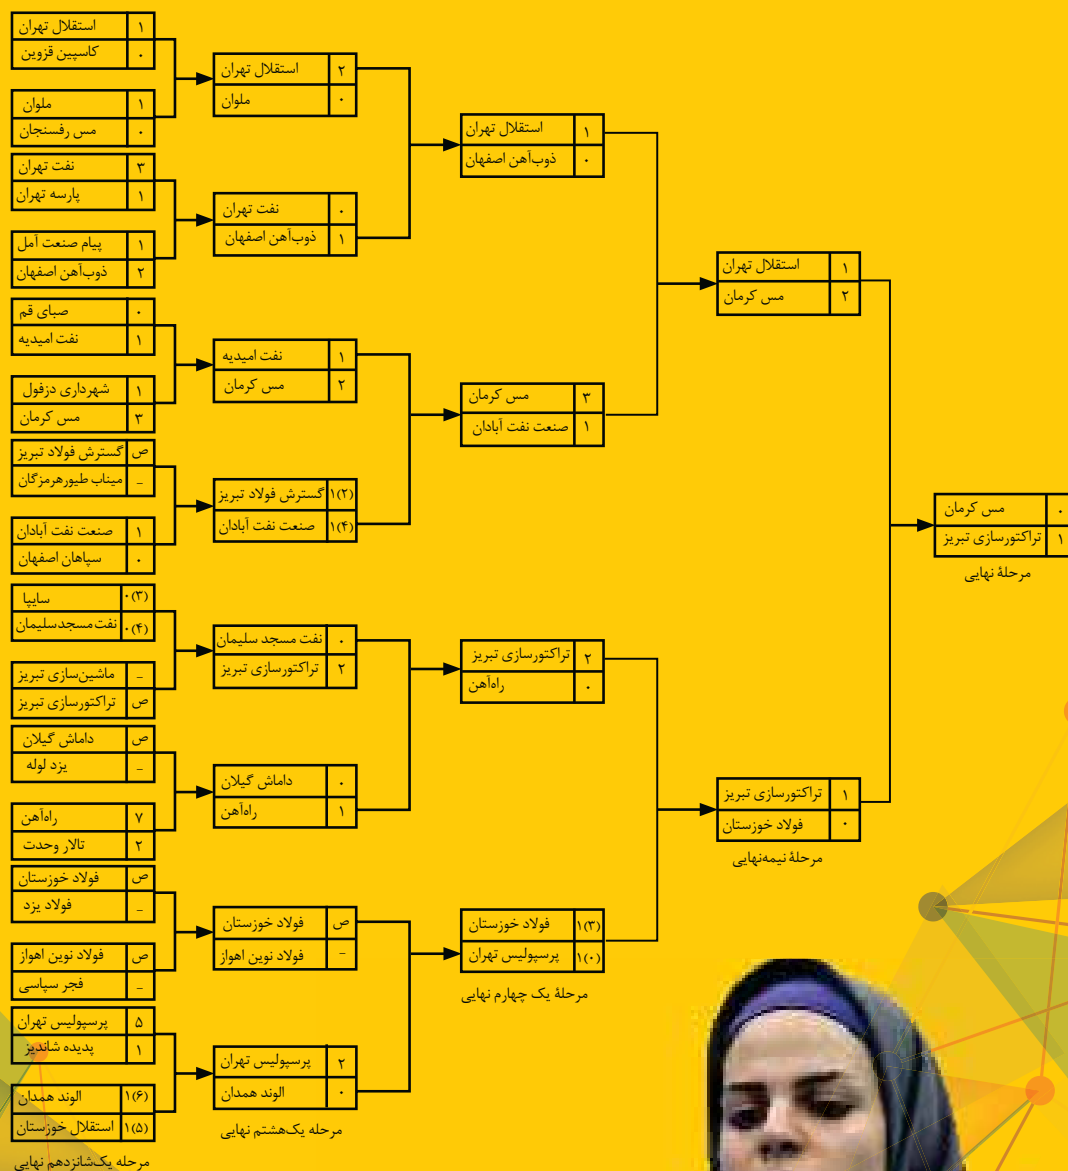 استقلال تهران ۱
کاسپین قزوین ۰
ملوان ۱
مس رفسنجان ۰
نفت تهران ۳
پارسه تهران ۱
پیام صنعت آمل ۱
ذوب‌آهن اصفهان ۲
صبای قم ۰
نفت امیدیه ۱
شهرداری دزفول ۱
مس کرمان ۳
گسترش فولاد تبریز ص
میناب طیورهرمزگان -
صنعت نفت آبادان ۱
سپاهان اصفهان ۰
سایپا ۰(۳)
نفت مسجدسلیمان ۰(۴)
ماشین‌سازی تبریز -
تراکتورسازی تبریز ص
داماش گیلان ص
یزد لوله -
راه‌آهن ۷
تالار وحدت ۲
فولاد خوزستان ص
فولاد یزد -
فولاد نوین اهواز ص
فجر سپاسی -
پرسپولیس تهران ۵
پدیده شاندیز ۱
الوند همدان ۱(۶)
استقلال خوزستان ۱(۵)
مرحله یک‌شانزدهم نهایی
استقلال تهران ۲
ملوان ۰
نفت تهران ۰
ذوب‌آهن اصفهان ۱
نفت امیدیه ۱
مس کرمان ۲
گسترش فولاد تبریز ۱(۲)
صنعت نفت آبادان ۱(۴)
نفت مسجد سلیمان ۰
تراکتورسازی تبریز ۲
داماش گیلان ۰
راه‌آهن ۱
فولاد خوزستان ص
فولاد نوین اهواز -
پرسپولیس تهران ۲
الوند همدان ۰
مرحله یک‌هشتم نهایی
استقلال تهران ۱
ذوب‌آهن اصفهان ۰
مس کرمان ۳
صنعت نفت آبادان ۱
تراکتورسازی تبریز ۲
راه‌آهن ۰
فولاد خوزستان ۱(۳)
پرسپولیس تهران ۱(۰)
مرحلهٔ یک چهارم نهایی
استقلال تهران ۱
مس کرمان ۲
تراکتورسازی تبریز ۱
فولاد خوزستان ۰
مرحلهٔ نیمه‌نهایی
مس کرمان ۰
تراکتورسازی تبریز ۱
مرحلهٔ نهایی